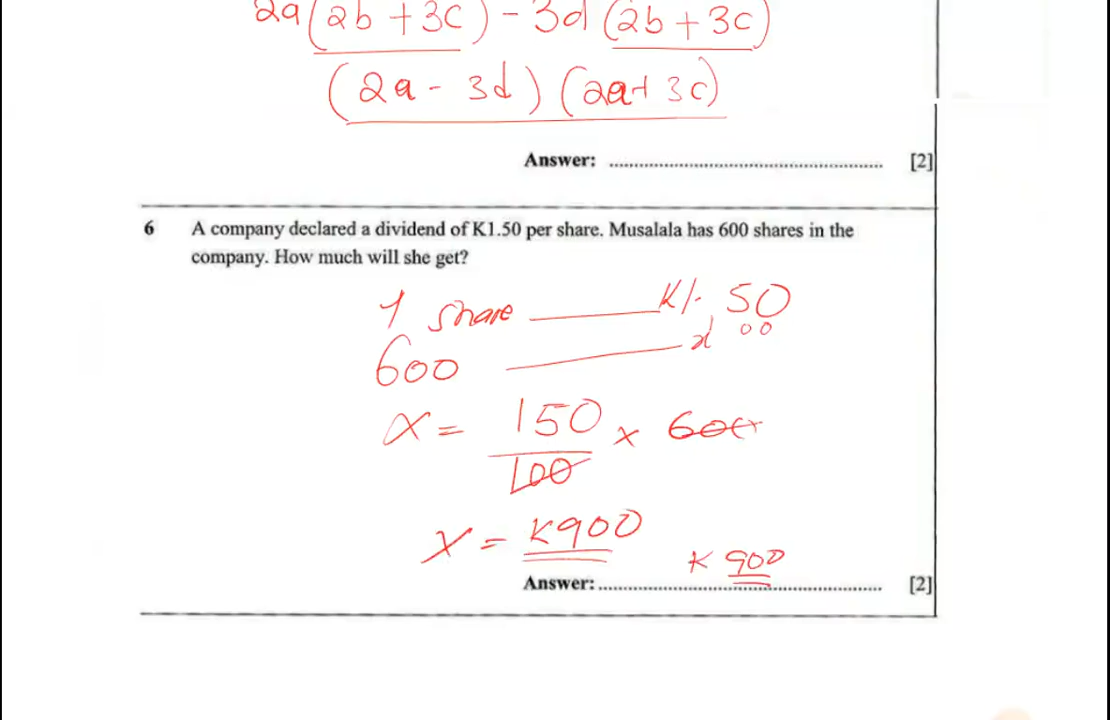 2a(2b + 3c) - 3d(2b + 3c)
(2a - 3d)(2a + 3c)
Answer: .................................................... [2]
6 A company declared a dividend of K1.50 per share. Musalala has 600 shares in the
company. How much will she get?
1 share ——— K1.50
600 ——— x
x = 150/100 × 600
x = K900
K 900
Answer: .................................................... [2]